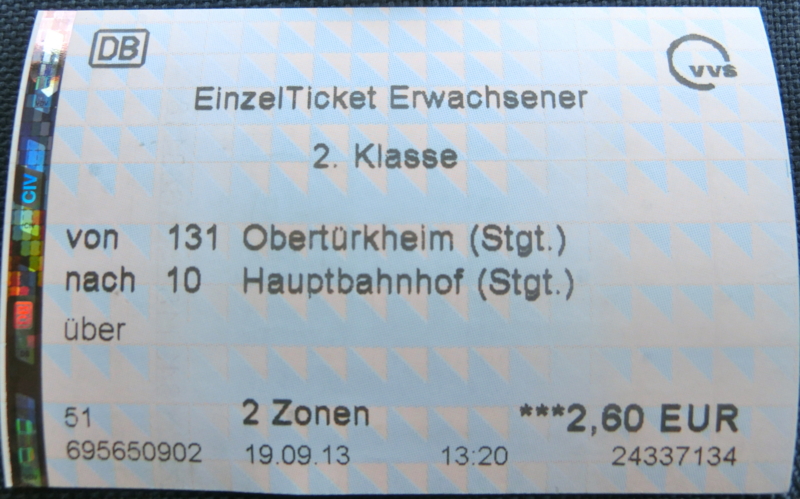 DB
VVS
EinzelTicket Erwachsener
2. Klasse
CIV
von 131 Obertürkheim (Stgt.)
nach 10 Hauptbahnhof (Stgt.)
über
51 2 Zonen ***2,60 EUR
695650902 19.09.13 13:20 24337134